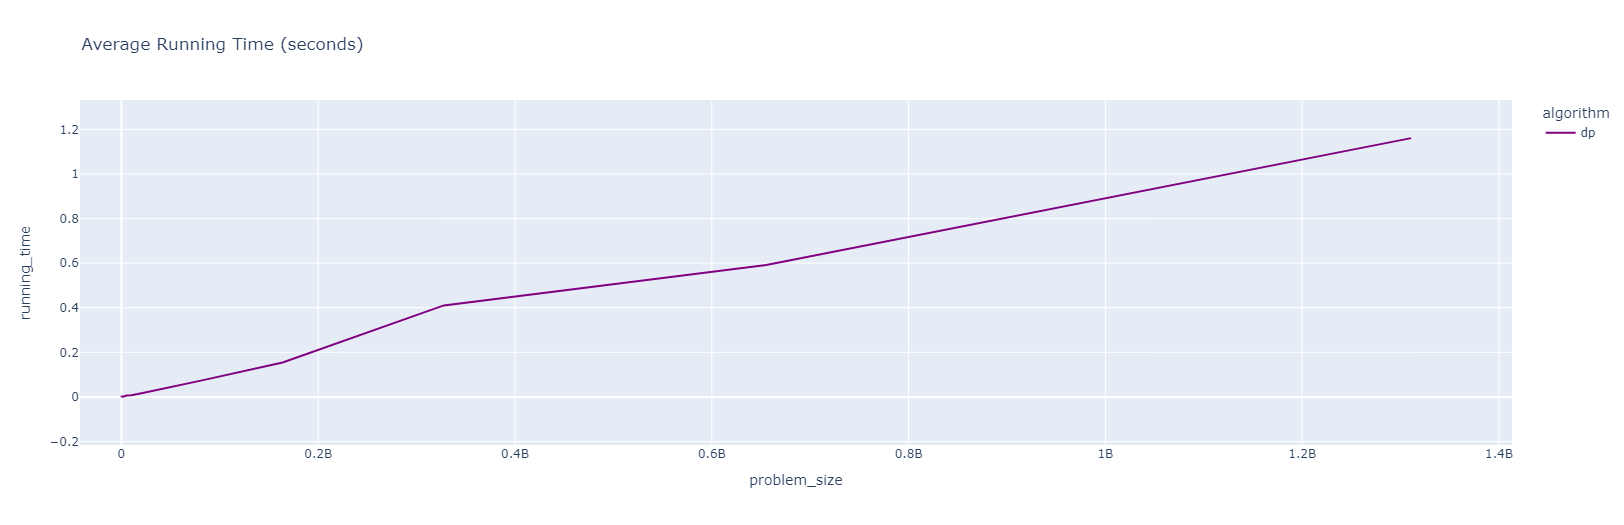 Average Running Time (seconds)
algorithm
dp
running_time
1.2
1
0.8
0.6
0.4
0.2
0
−0.2
0
0.2B
0.4B
0.6B
0.8B
1B
1.2B
1.4B
problem_size